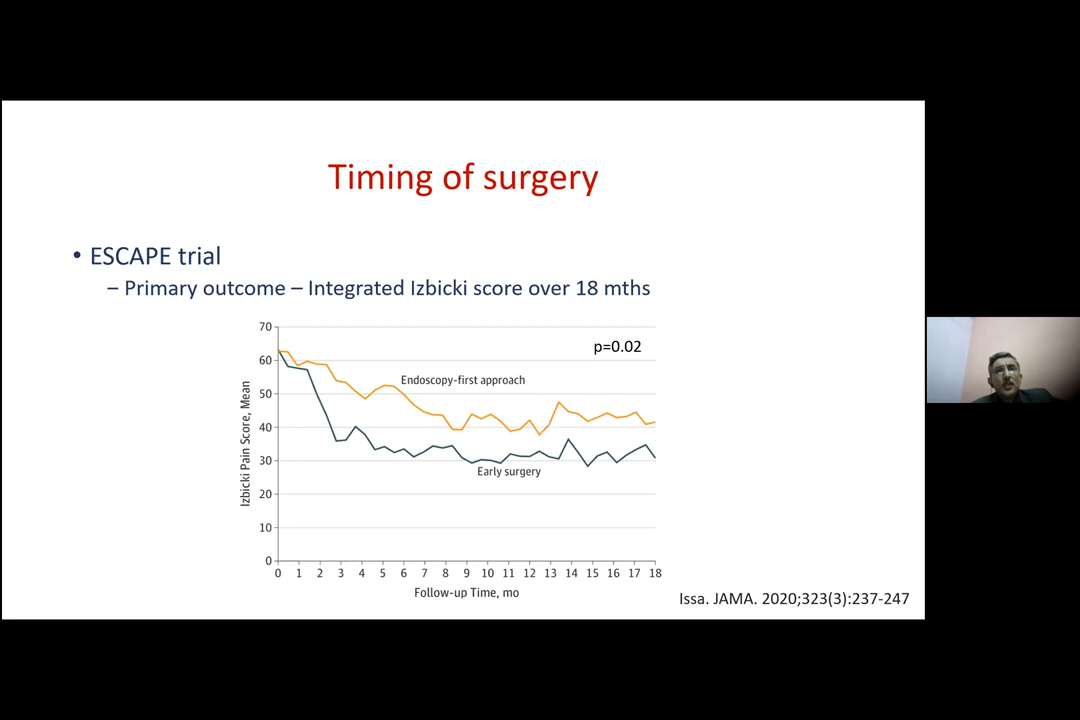 Timing of surgery
• ESCAPE trial
– Primary outcome – Integrated Izbicki score over 18 mths
70
60
50
40
30
20
10
0
Izbicki Pain Score, Mean
p=0.02
Endoscopy-first approach
Early surgery
0 1 2 3 4 5 6 7 8 9 10 11 12 13 14 15 16 17 18
Follow-up Time, mo
Issa. JAMA. 2020;323(3):237-247